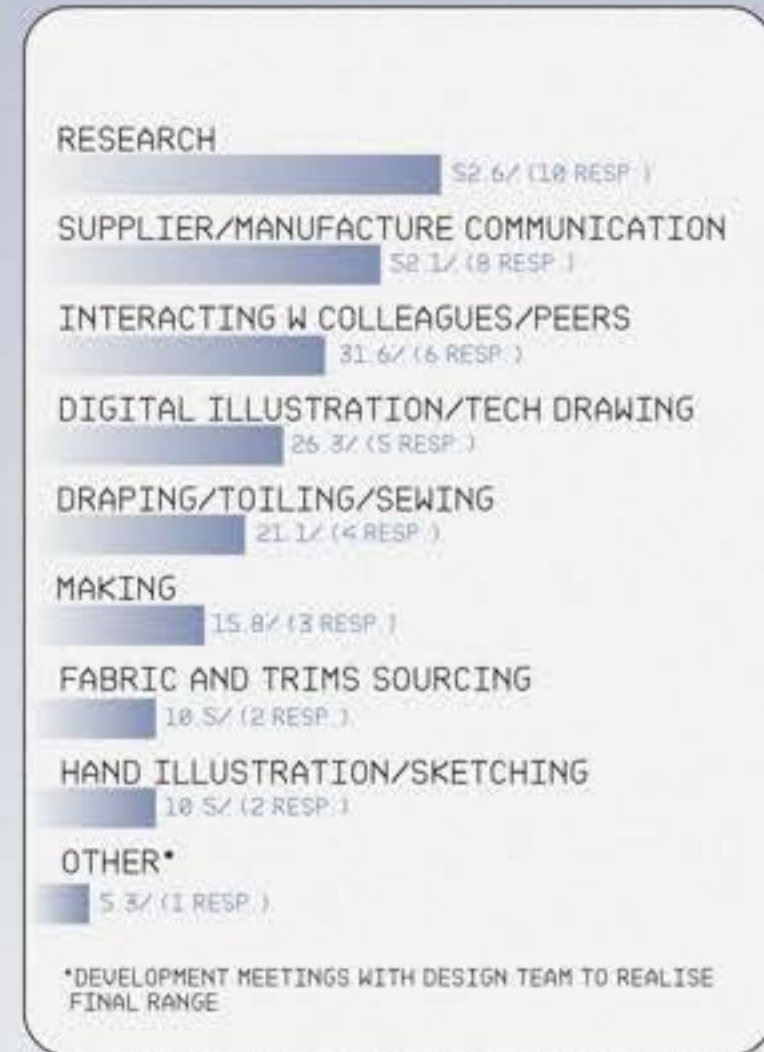 RESEARCH
52.6% (10 RESP.)
SUPPLIER/MANUFACTURE COMMUNICATION
52.1% (8 RESP.)
INTERACTING W COLLEAGUES/PEERS
31.6% (6 RESP.)
DIGITAL ILLUSTRATION/TECH DRAWING
26.3% (5 RESP.)
DRAPING/TOILING/SEWING
21.1% (4 RESP.)
MAKING
15.8% (3 RESP.)
FABRIC AND TRIMS SOURCING
10.5% (2 RESP.)
HAND ILLUSTRATION/SKETCHING
10.5% (2 RESP.)
OTHER*
5.3% (1 RESP.)
*DEVELOPMENT MEETINGS WITH DESIGN TEAM TO REALISE
FINAL RANGE